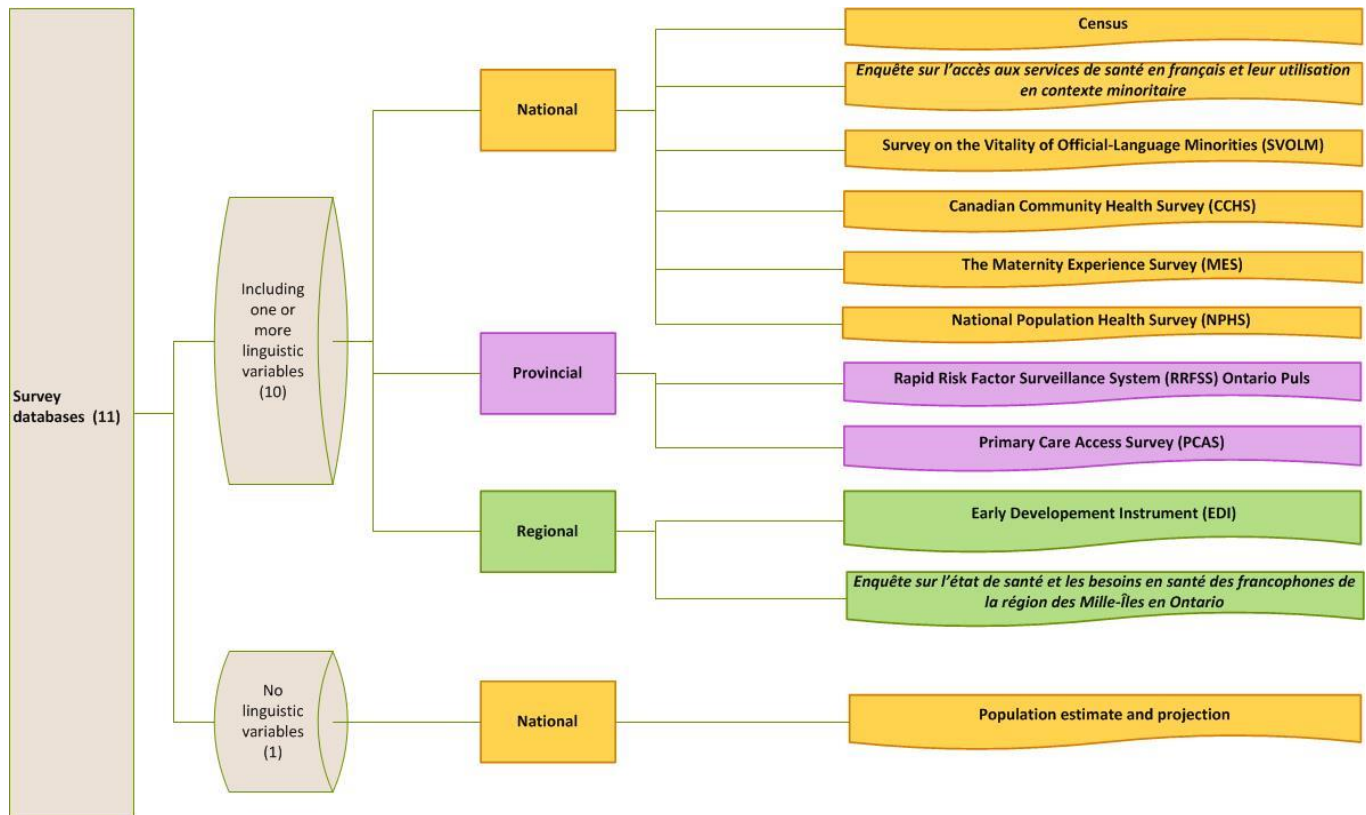 Survey
databases (11)
Including
one or
more
linguistic
variables
(10)
National
Census
Enquête sur l'accès aux services de santé en français et leur utilisation
en contexte minoritaire
Survey on the Vitality of Official-Language Minorities (SVOLM)
Canadian Community Health Survey (CCHS)
The Maternity Experience Survey (MES)
National Population Health Survey (NPHS)
Provincial
Rapid Risk Factor Surveillance System (RRFSS) Ontario Puls
Primary Care Access Survey (PCAS)
Regional
Early Developement Instrument (EDI)
Enquête sur l'état de santé et les besoins en santé des francophones de
la région des Mille-Îles en Ontario
No
linguistic
variables
(1)
National
Population estimate and projection